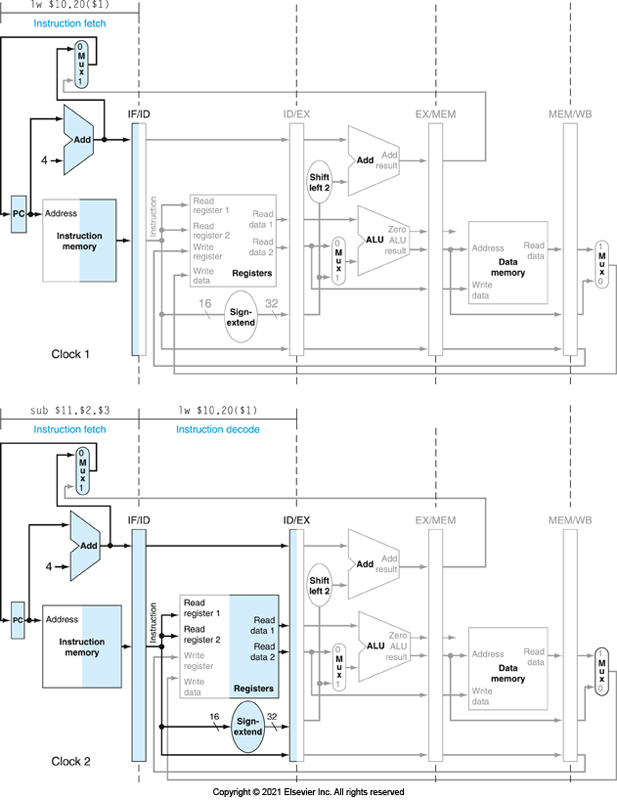 lw $10,20($1)
Instruction fetch
0
M
u
x
1
IF/ID
ID/EX
EX/MEM
MEM/WB
Add
4
Add
Add
result
Shift
left 2
PC
Address
Instruction
memory
Instruction
Read
register 1
Read
register 2
Write
register
Write
data
Read
data 1
Read
data 2
Registers
0
M
u
x
1
ALU
Zero
ALU
result
Address
Read
data
Data
memory
Write
data
1
M
u
x
0
16
Sign-
extend
32
Clock 1
sub $11,$2,$3
lw $10,20($1)
Instruction fetch
Instruction decode
0
M
u
x
1
IF/ID
ID/EX
EX/MEM
MEM/WB
Add
4
Add
Add
result
Shift
left 2
PC
Address
Instruction
memory
Instruction
Read
register 1
Read
register 2
Write
register
Write
data
Read
data 1
Read
data 2
Registers
0
M
u
x
1
ALU
Zero
ALU
result
Address
Read
data
Data
memory
Write
data
1
M
u
x
0
16
Sign-
extend
32
Clock 2
Copyright © 2021 Elsevier Inc. All rights reserved